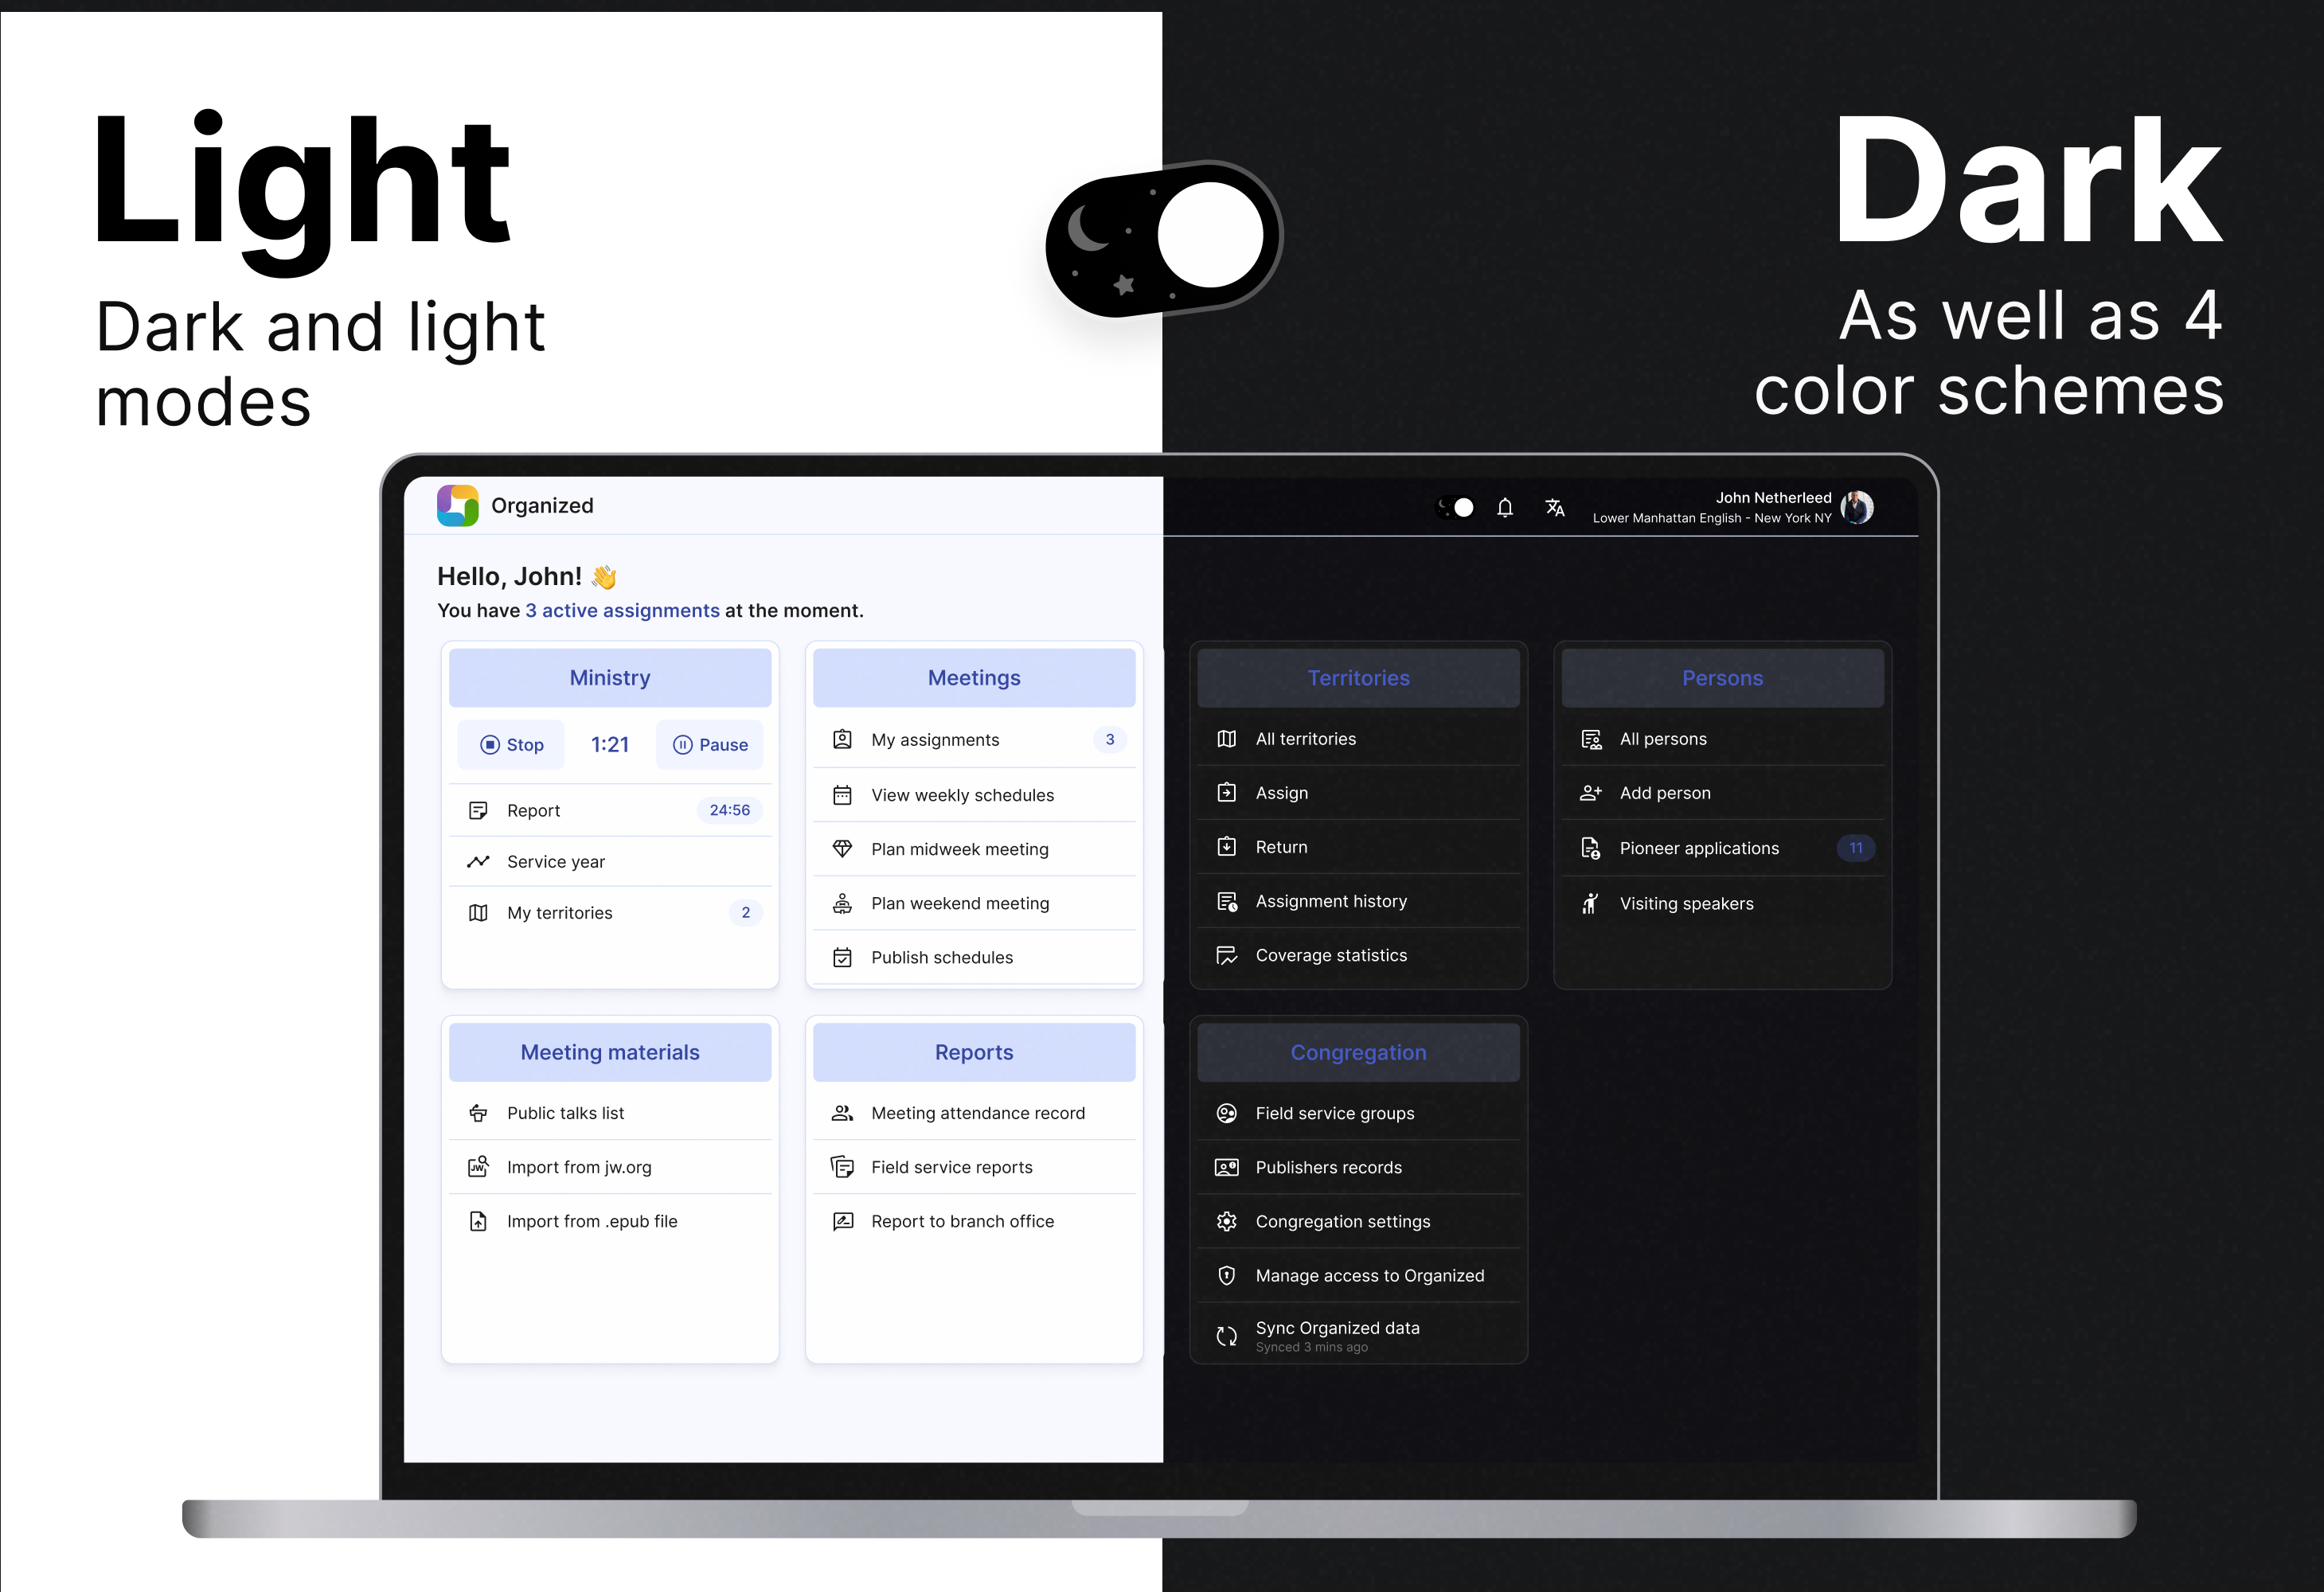 Light
Dark and light
modes
Dark
As well as 4
color schemes
Organized
John Netherleed
Lower Manhattan English - New York NY
Hello, John! 👋
You have 3 active assignments at the moment.
Ministry
Stop
1:21
Pause
Report
24:56
Service year
My territories
2
Meetings
My assignments
3
View weekly schedules
Plan midweek meeting
Plan weekend meeting
Publish schedules
Territories
All territories
Assign
Return
Assignment history
Coverage statistics
Persons
All persons
Add person
Pioneer applications
11
Visiting speakers
Meeting materials
Public talks list
JW
Import from jw.org
Import from .epub file
Reports
Meeting attendance record
Field service reports
Report to branch office
Congregation
Field service groups
Publishers records
Congregation settings
Manage access to Organized
Sync Organized data
Synced 3 mins ago